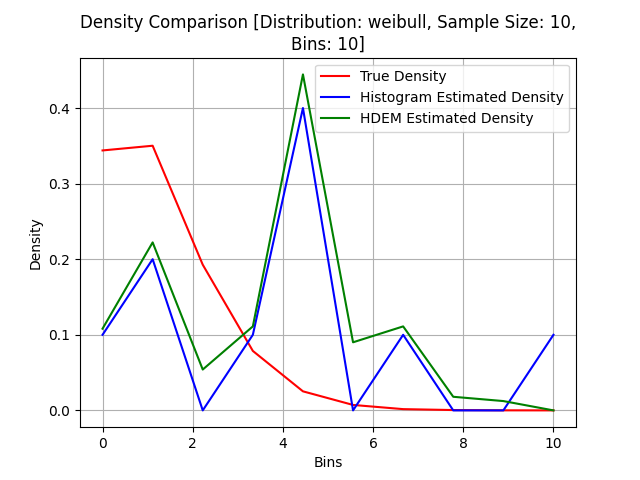 Density Comparison [Distribution: weibull, Sample Size: 10,
Bins: 10]
True Density
Histogram Estimated Density
HDEM Estimated Density
Density
0.4
0.3
0.2
0.1
0.0
0 2 4 6 8 10
Bins